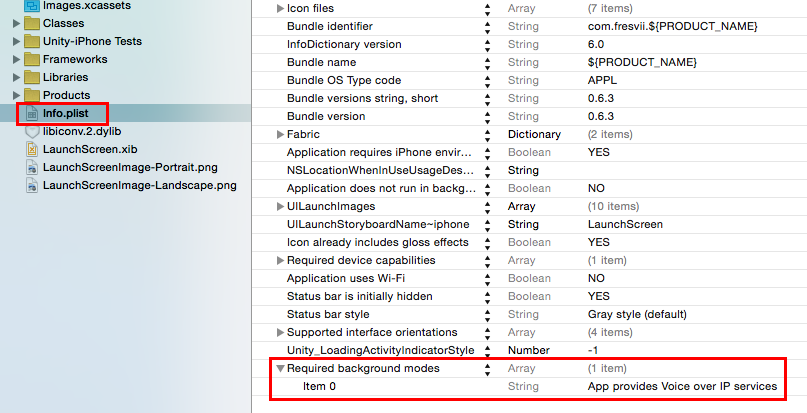 Images.xcassets
Classes
Unity-iPhone Tests
Frameworks
Libraries
Products
Info.plist
libiconv.2.dylib
LaunchScreen.xib
LaunchScreenImage-Portrait.png
LaunchScreenImage-Landscape.png
Icon files Array (7 items)
Bundle identifier String com.fresvii.${PRODUCT_NAME}
InfoDictionary version String 6.0
Bundle name String ${PRODUCT_NAME}
Bundle OS Type code String APPL
Bundle versions string, short String 0.6.3
Bundle version String 0.6.3
Fabric Dictionary (2 items)
Application requires iPhone envir... Boolean YES
NSLocationWhenInUseUsageDes... String
Application does not run in backg... Boolean NO
UILaunchImages Array (10 items)
UILaunchStoryboardName~iphone String LaunchScreen
Icon already includes gloss effects Boolean YES
Required device capabilities Array (1 item)
Application uses Wi-Fi Boolean NO
Status bar is initially hidden Boolean YES
Status bar style String Gray style (default)
Supported interface orientations Array (4 items)
Unity_LoadingActivityIndicatorStyle Number -1
Required background modes Array (1 item)
Item 0 String App provides Voice over IP services